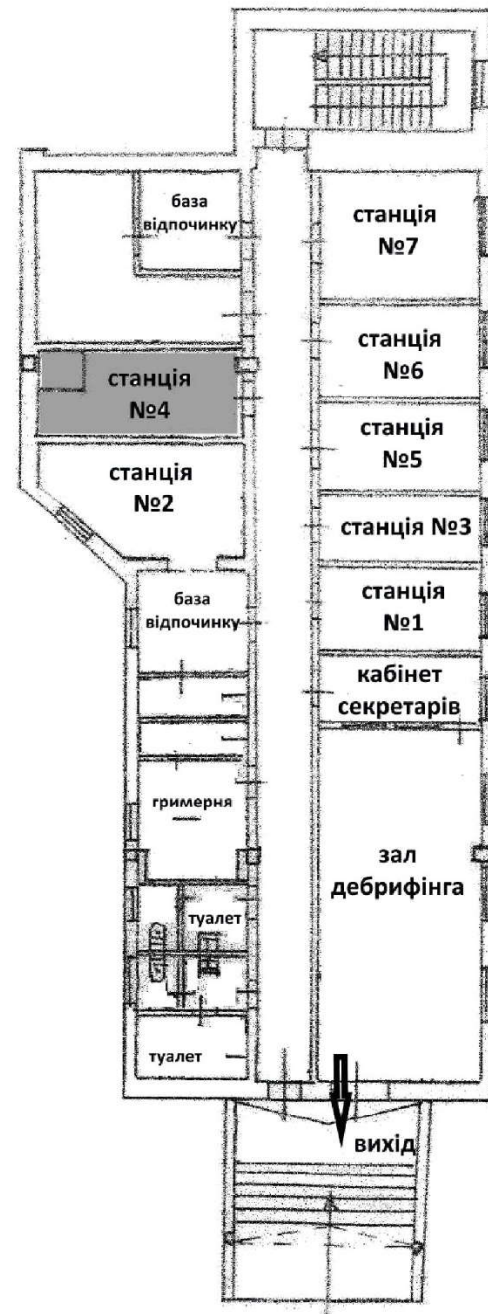 база
відпочинку
станція
№7
станція
№6
станція
№4
станція
№5
станція
№2
станція №3
станція
№1
база
відпочинку
кабінет
секретарів
гримерня
зал
дебрифінга
туалет
туалет
вихід